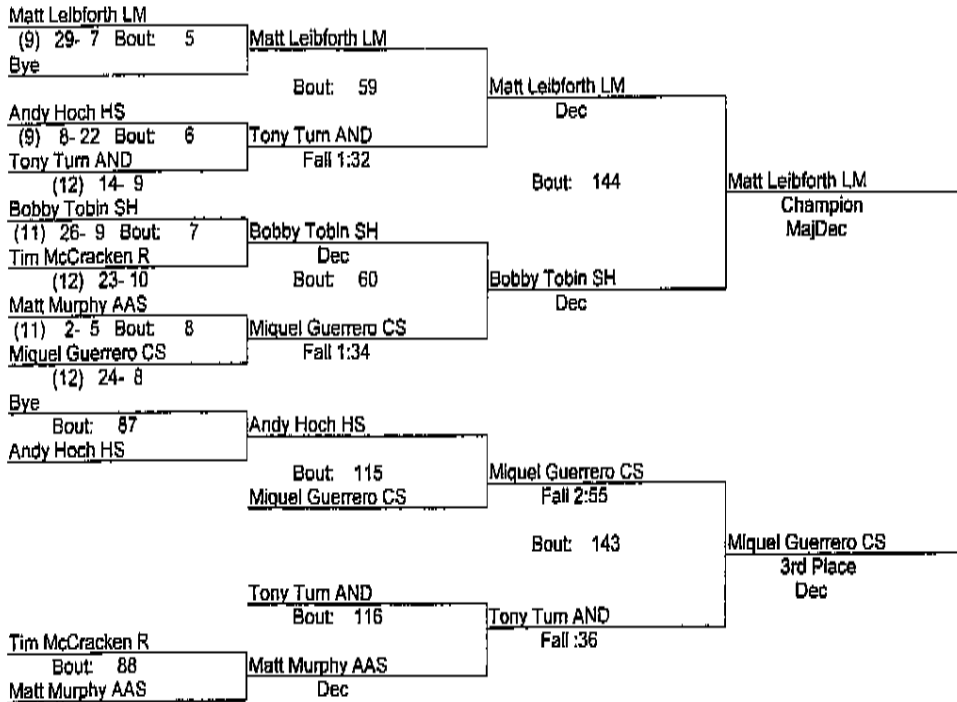 Matt Leibforth LM
(9) 29- 7 Bout: 5
Bye
Matt Leibforth LM
Bout: 59
Andy Hoch HS
(9) 8- 22 Bout: 6
Tony Turn AND
(12) 14- 9
Tony Turn AND
Fall 1:32
Matt Leibforth LM
Dec
Bout: 144
Bobby Tobin SH
(11) 26- 9 Bout: 7
Tim McCracken R
(12) 23- 10
Bobby Tobin SH
Dec
Bout: 60
Matt Murphy AAS
(11) 2- 5 Bout: 8
Miquel Guerrero CS
(12) 24- 8
Miquel Guerrero CS
Fall 1:34
Bobby Tobin SH
Dec
Matt Leibforth LM
Champion
MajDec
Bye
Bout: 87
Andy Hoch HS
Andy Hoch HS
Bout: 115
Miquel Guerrero CS
Miquel Guerrero CS
Fall 2:55
Bout: 143
Tony Turn AND
Bout: 116
Tim McCracken R
Bout: 88
Matt Murphy AAS
Matt Murphy AAS
Dec
Tony Turn AND
Fall :36
Miquel Guerrero CS
3rd Place
Dec